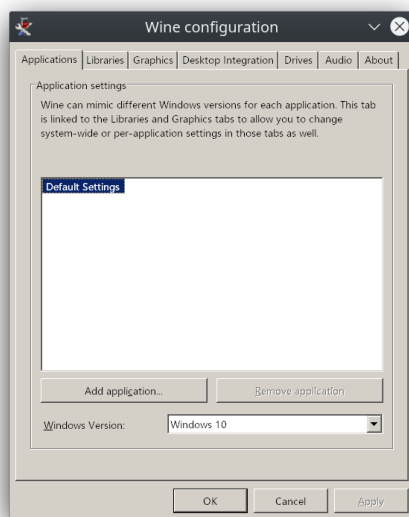 Wine configuration
Applications Libraries Graphics Desktop Integration Drives Audio About
Application settings
Wine can mimic different Windows versions for each application. This tab
is linked to the Libraries and Graphics tabs to allow you to change
system-wide or per-application settings in those tabs as well.
Default Settings
Add application... Remove application
Windows Version: Windows 10
OK Cancel Apply